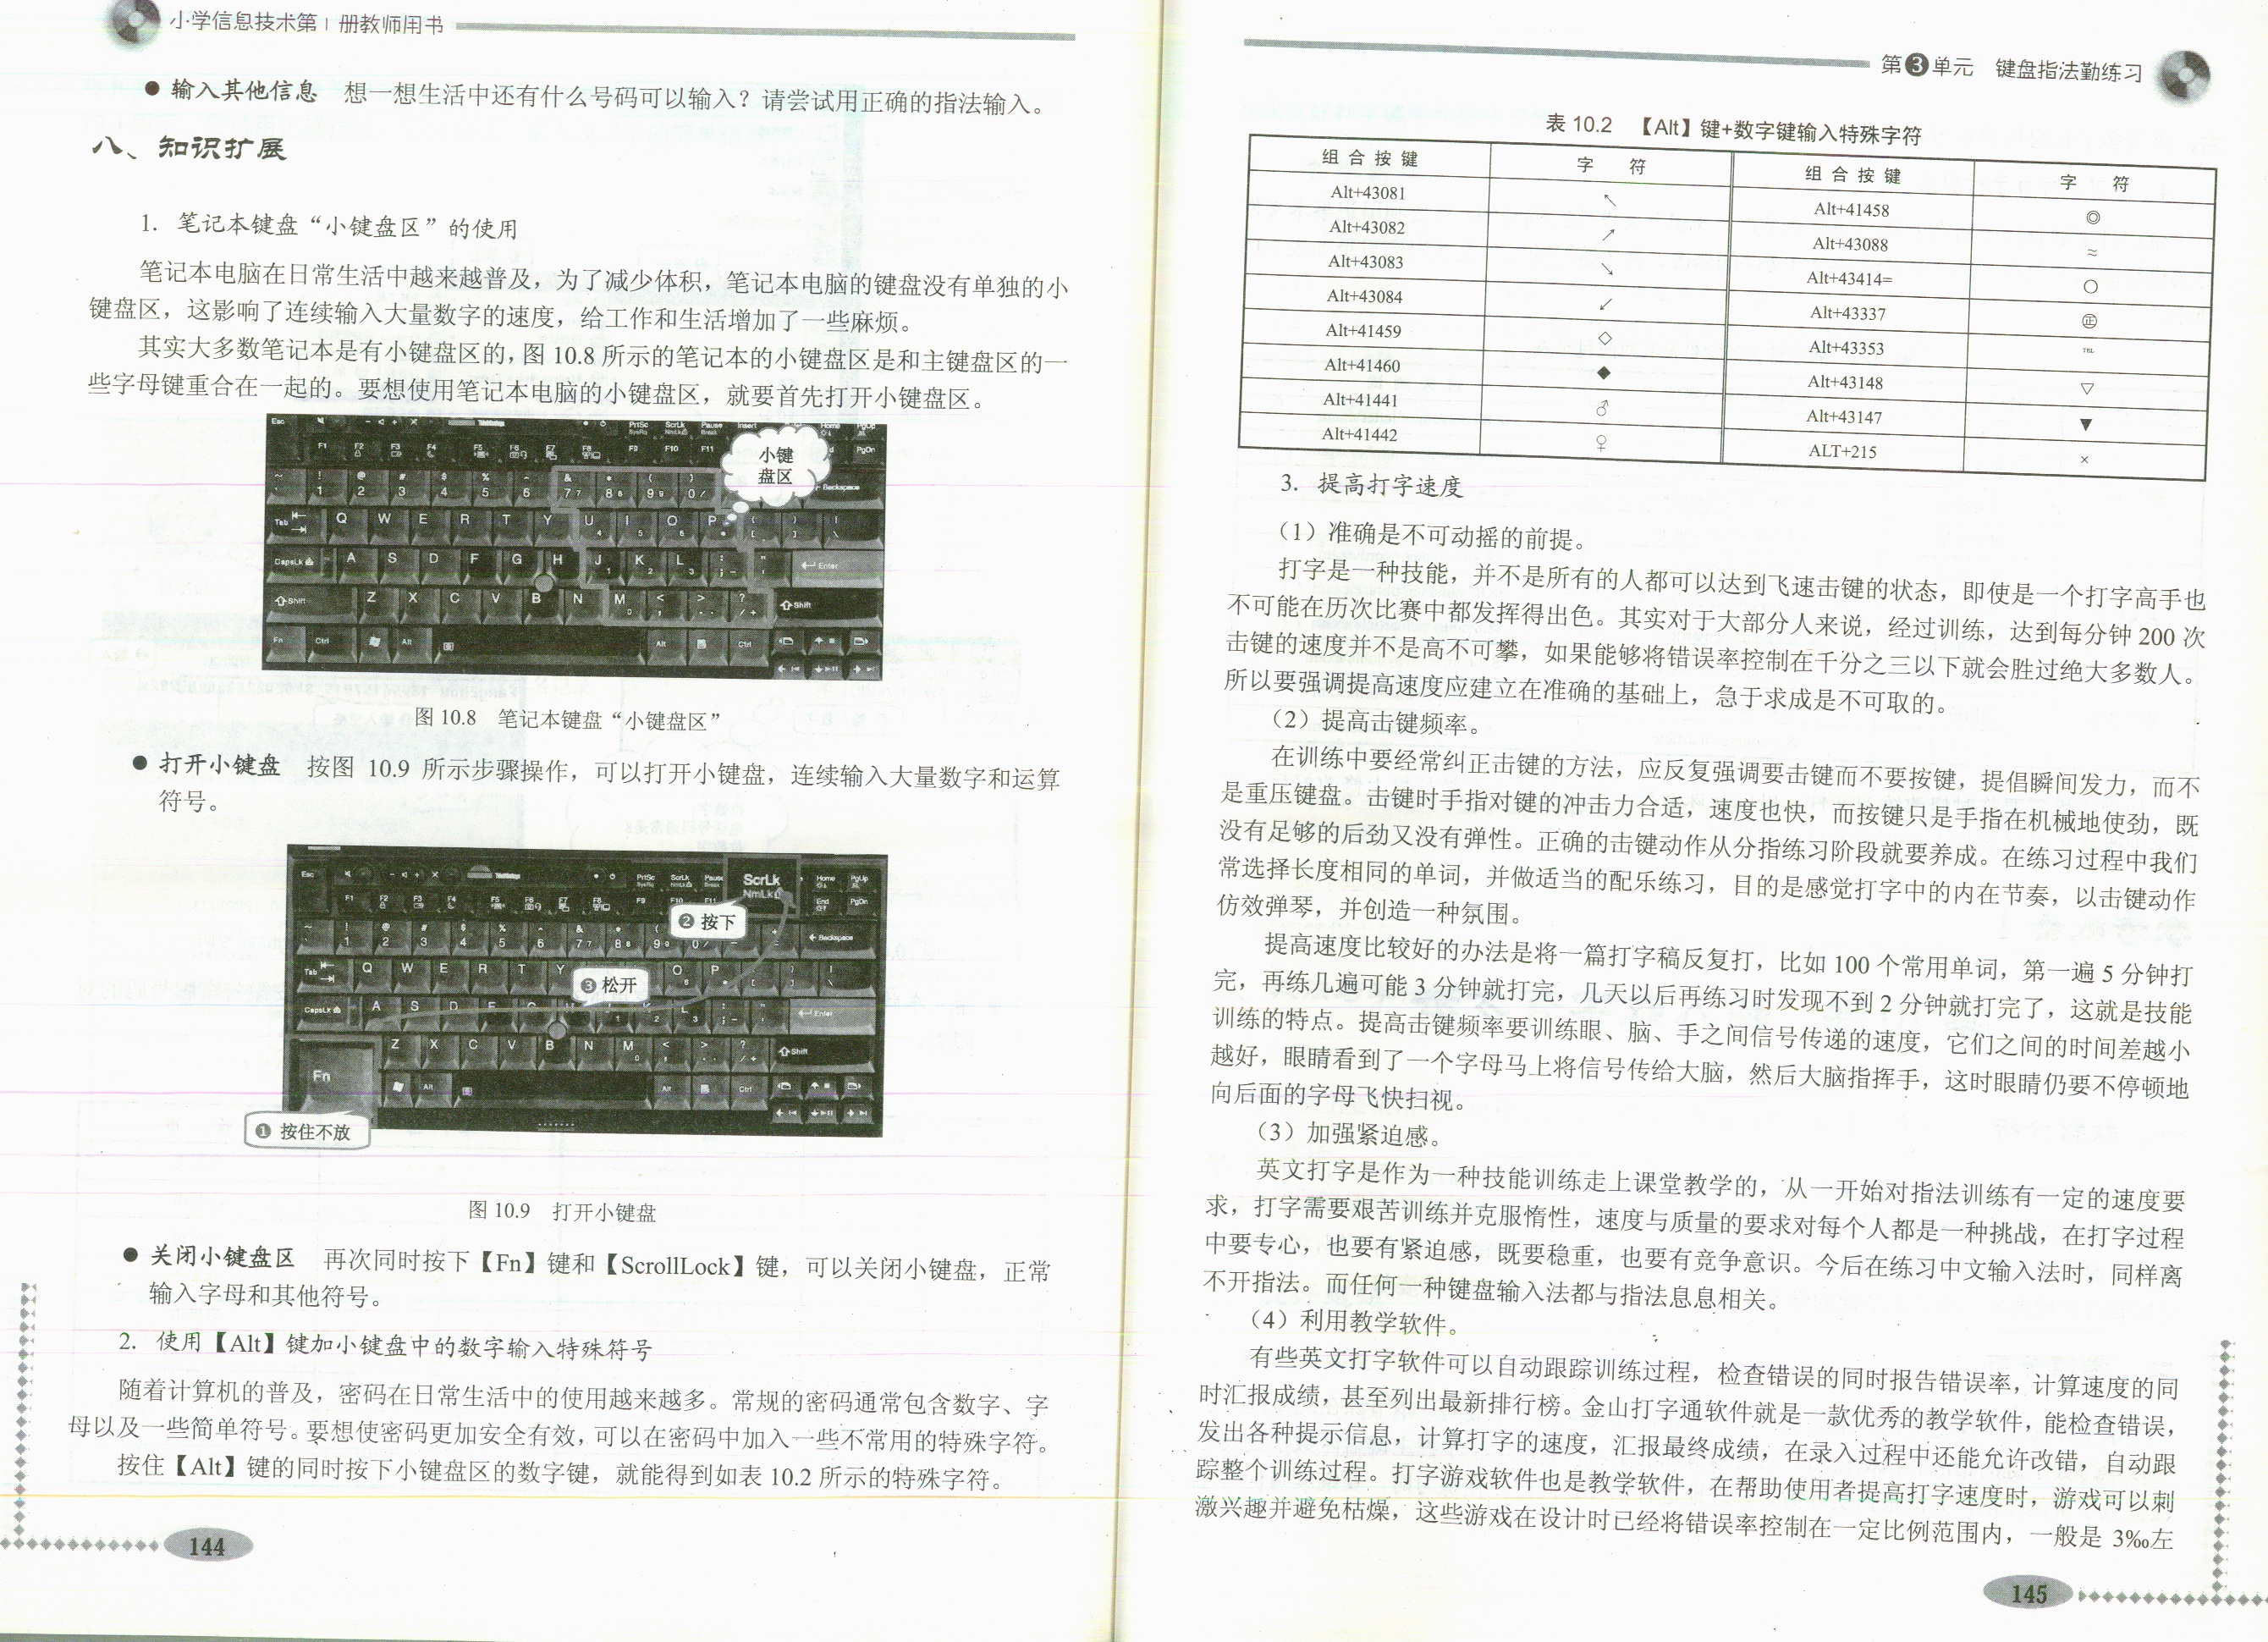 小学信息技术第1册教师用书
● 输入其他信息 想一想生活中还有什么号码可以输入？请尝试用正确的指法输入。
八、知识扩展
1. 笔记本键盘“小键盘区”的使用
笔记本电脑在日常生活中越来越普及，为了减少体积，笔记本电脑的键盘没有单独的小
键盘区，这影响了连续输入大量数字的速度，给工作和生活增加了一些麻烦。
其实大多数笔记本是有小键盘区的，图 10.8 所示的笔记本的小键盘区是和主键盘区的一
些字母键重合在一起的。要想使用笔记本电脑的小键盘区，就要首先打开小键盘区。
小键
盘区
图 10.8 笔记本键盘“小键盘区”
● 打开小键盘 按图 10.9 所示步骤操作，可以打开小键盘，连续输入大量数字和运算
符号。
ScrLk
NmLk
❷ 按下
❸ 松开
Fn
❶ 按住不放
图 10.9 打开小键盘
● 关闭小键盘区 再次同时按下【Fn】键和【ScrollLock】键，可以关闭小键盘，正常
输入字母和其他符号。
2. 使用【Alt】键加小键盘中的数字输入特殊符号
随着计算机的普及，密码在日常生活中的使用越来越多。常规的密码通常包含数字、字
母以及一些简单符号。要想使密码更加安全有效，可以在密码中加入一些不常用的特殊字符。
按住【Alt】键的同时按下小键盘区的数字键，就能得到如表 10.2 所示的特殊字符。
144
第❸单元 键盘指法勤练习
表 10.2 【Alt】键+数字键输入特殊字符
组合按键 字符 组合按键 字符
Alt+43081 ↖ Alt+41458 ◎
Alt+43082 ↗ Alt+43088 ≈
Alt+43083 ↘ Alt+43414= ○
Alt+43084 ↙ Alt+43337 ㊣
Alt+41459 ◇ Alt+43353 ℡
Alt+41460 ◆ Alt+43148 ▽
Alt+41441 ♂ Alt+43147 ▼
Alt+41442 ♀ ALT+215 ×
3. 提高打字速度
（1）准确是不可动摇的前提。
打字是一种技能，并不是所有的人都可以达到飞速击键的状态，即使是一个打字高手也
不可能在历次比赛中都发挥得出色。其实对于大部分人来说，经过训练，达到每分钟 200 次
击键的速度并不是高不可攀，如果能够将错误率控制在千分之三以下就会胜过绝大多数人。
所以要强调提高速度应建立在准确的基础上，急于求成是不可取的。
（2）提高击键频率。
在训练中要经常纠正击键的方法，应反复强调要击键而不要按键，提倡瞬间发力，而不
是重压键盘。击键时手指对键的冲击力合适，速度也快，而按键只是手指在机械地使劲，既
没有足够的后劲又没有弹性。正确的击键动作从分指练习阶段就要养成。在练习过程中我们
常选择长度相同的单词，并做适当的配乐练习，目的是感觉打字中的内在节奏，以击键动作
仿效弹琴，并创造一种氛围。
提高速度比较好的办法是将一篇打字稿反复打，比如 100 个常用单词，第一遍 5 分钟打
完，再练几遍可能 3 分钟就打完，几天以后再练习时发现不到 2 分钟就打完了，这就是技能
训练的特点。提高击键频率要训练眼、脑、手之间信号传递的速度，它们之间的时间差越小
越好，眼睛看到了一个字母马上将信号传给大脑，然后大脑指挥手，这时眼睛仍要不停顿地
向后面的字母飞快扫视。
（3）加强紧迫感。
英文打字是作为一种技能训练走上课堂教学的，从一开始对指法训练有一定的速度要
求，打字需要艰苦训练并克服惰性，速度与质量的要求对每个人都是一种挑战，在打字过程
中要专心，也要有紧迫感，既要稳重，也要有竞争意识。今后在练习中文输入法时，同样离
不开指法。而任何一种键盘输入法都与指法息息相关。
（4）利用教学软件。
有些英文打字软件可以自动跟踪训练过程，检查错误的同时报告错误率，计算速度的同
时汇报成绩，甚至列出最新排行榜。金山打字通软件就是一款优秀的教学软件，能检查错误，
发出各种提示信息，计算打字的速度，汇报最终成绩，在录入过程中还能允许改错，自动跟
踪整个训练过程。打字游戏软件也是教学软件，在帮助使用者提高打字速度时，游戏可以刺
激兴趣并避免枯燥，这些游戏在设计时已经将错误率控制在一定比例范围内，一般是 3‰左
145